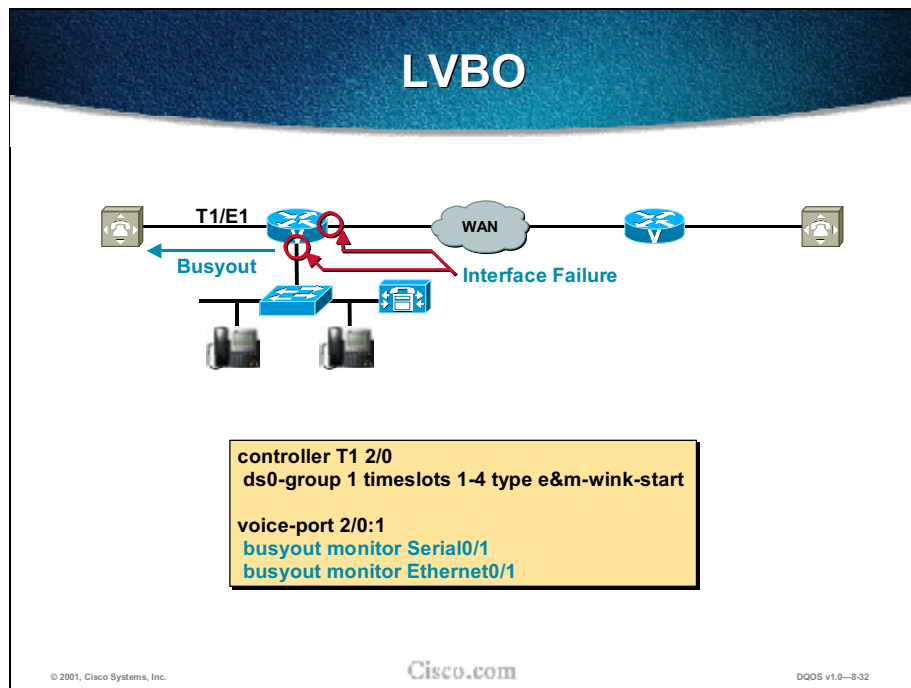 LVBO
T1/E1
WAN
V
V
Busyout
Interface Failure
controller T1 2/0
ds0-group 1 timeslots 1-4 type e&m-wink-start
voice-port 2/0:1
busyout monitor Serial0/1
busyout monitor Ethernet0/1
© 2001, Cisco Systems, Inc.
Cisco.com
DQOS v1.0—8-32